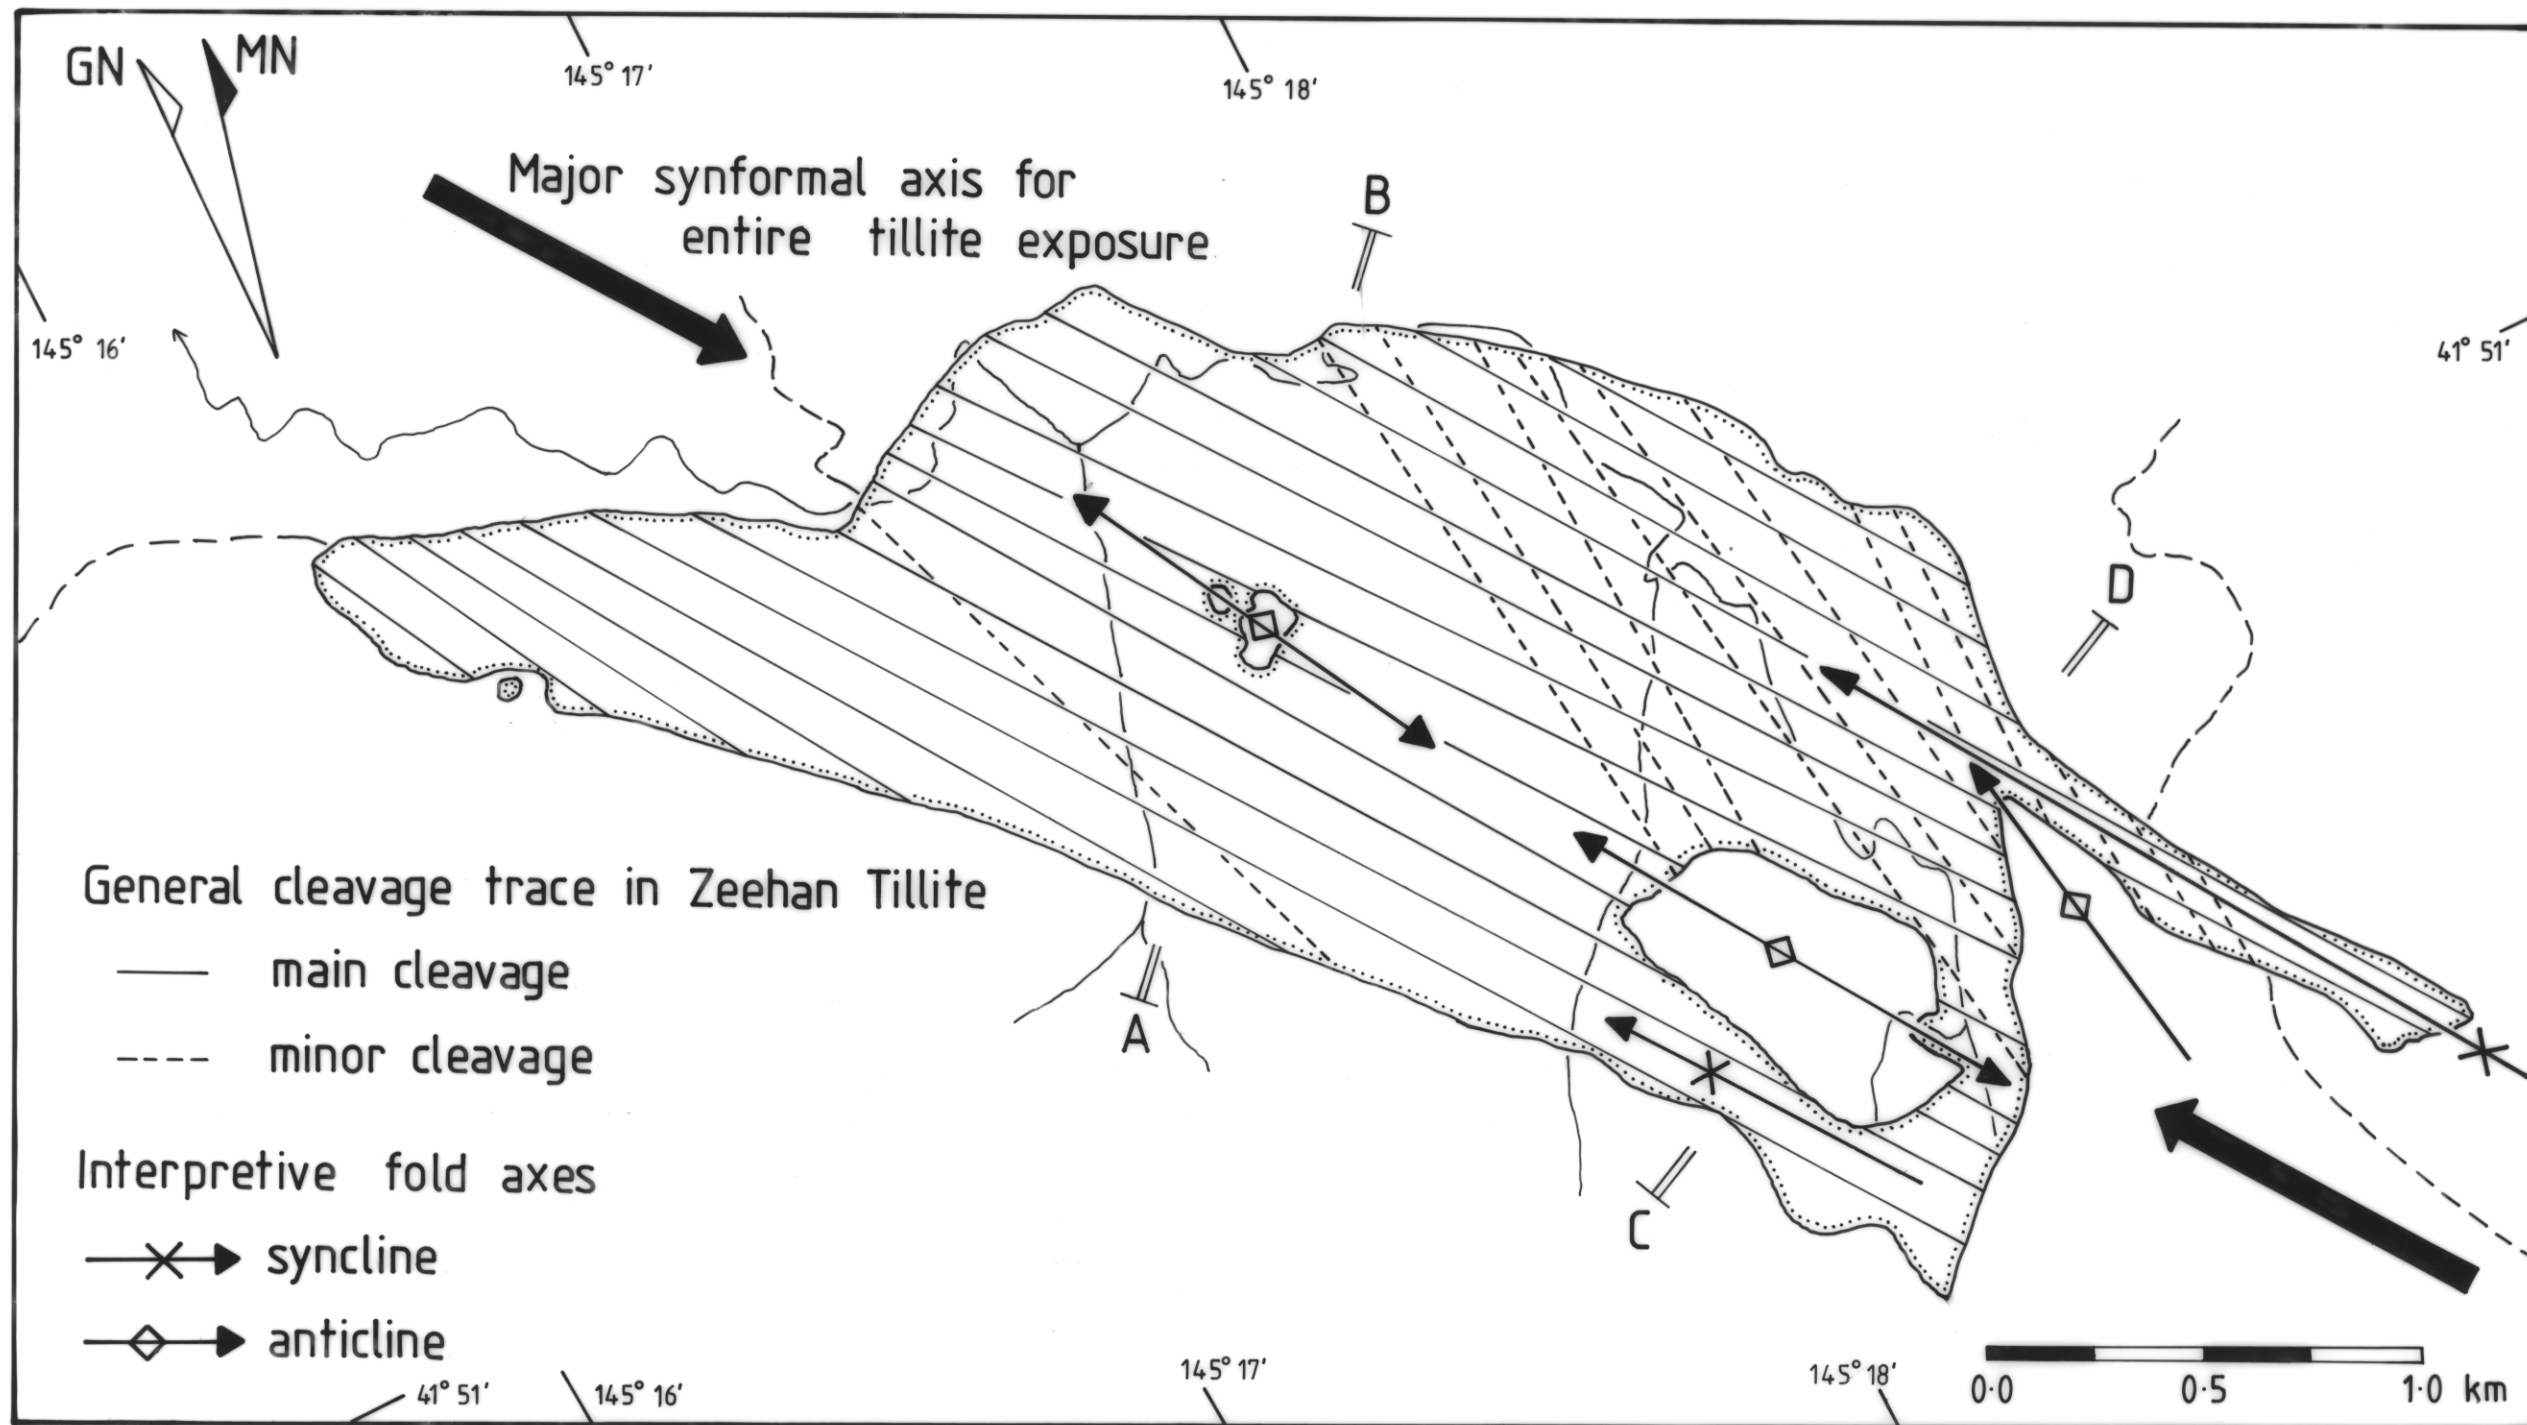 GN MN
145° 17'
145° 18'
Major synformal axis for
entire tillite exposure
B
145° 16'
41° 51'
D
General cleavage trace in Zeehan Tillite
main cleavage
minor cleavage
A
Interpretive fold axes
C
syncline
anticline
41° 51'
145° 16'
145° 17'
145° 18'
0·0 0·5 1·0 km